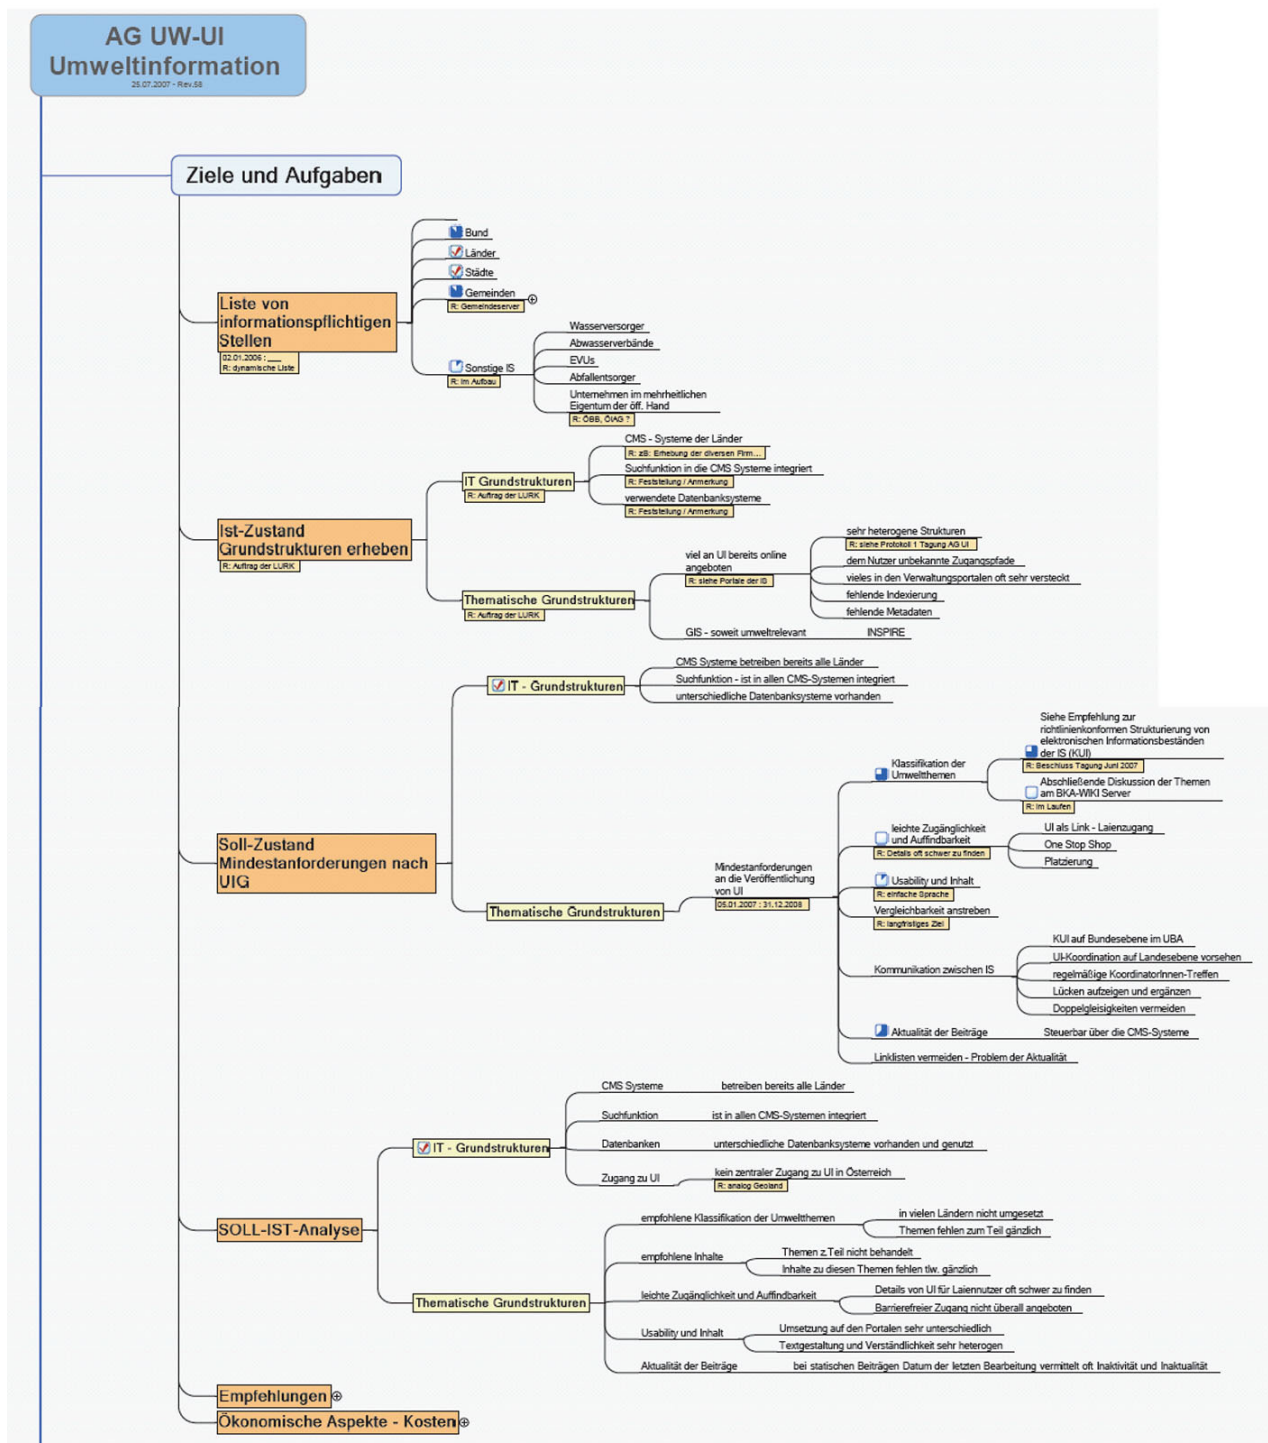 AG UW-UI
Umweltinformation
25.07.2007 - Rev.58
Ziele und Aufgaben
Liste von
informationspflichtigen
Stellen
02.01.2006 : ___
R: dynamische Liste
Bund
Länder
Städte
Gemeinden
R: Gemeindeserver
Sonstige IS
R: im Aufbau
Wasserversorger
Abwasserverbände
EVUs
Abfallentsorger
Unternehmen im mehrheitlichen
Eigentum der öff. Hand
R: ÖBB, ÖIAG ?
Ist-Zustand
Grundstrukturen erheben
R: Auftrag der LURK
IT Grundstrukturen
R: Auftrag der LURK
CMS - Systeme der Länder
R: zB: Erhebung der diversen Firm...
Suchfunktion in die CMS Systeme integriert
R: Feststellung / Anmerkung
verwendete Datenbanksysteme
R: Feststellung / Anmerkung
Thematische Grundstrukturen
R: Auftrag der LURK
viel an UI bereits online
angeboten
R: siehe Portale der IS
sehr heterogene Strukturen
R: siehe Protokoll 1 Tagung AG UI
dem Nutzer unbekannte Zugangspfade
vieles in den Verwaltungsportalen oft sehr versteckt
fehlende Indexierung
fehlende Metadaten
GIS - soweit umweltrelevant
INSPIRE
Soll-Zustand
Mindestanforderungen nach
UIG
IT - Grundstrukturen
CMS Systeme betreiben bereits alle Länder
Suchfunktion - ist in allen CMS-Systemen integriert
unterschiedliche Datenbanksysteme vorhanden
Thematische Grundstrukturen
Mindestanforderungen
an die Veröffentlichung
von UI
05.01.2007 : 31.12.2008
Klassifikation der
Umweltthemen
Siehe Empfehlung zur
richtlinienkonformen Strukturierung von
elektronischen Informationsbeständen
der IS (KUI)
R: Beschluss Tagung Juni 2007
Abschließende Diskussion der Themen
am BKA-WIKI Server
R: im Laufen
leichte Zugänglichkeit
und Auffindbarkeit
R: Details oft schwer zu finden
UI als Link - Laienzugang
One Stop Shop
Platzierung
Usability und Inhalt
R: einfache Sprache
Vergleichbarkeit anstreben
R: langfristiges Ziel
Kommunikation zwischen IS
KUI auf Bundesebene im UBA
UI-Koordination auf Landesebene vorsehen
regelmäßige KoordinatorInnen-Treffen
Lücken aufzeigen und ergänzen
Doppelgleisigkeiten vermeiden
Aktualität der Beiträge
Steuerbar über die CMS-Systeme
Linklisten vermeiden - Problem der Aktualität
SOLL-IST-Analyse
IT - Grundstrukturen
CMS Systeme
betreiben bereits alle Länder
Suchfunktion
ist in allen CMS-Systemen integriert
Datenbanken
unterschiedliche Datenbanksysteme vorhanden und genutzt
Zugang zu UI
kein zentraler Zugang zu UI in Österreich
R: analog Geoland
Thematische Grundstrukturen
empfohlene Klassifikation der Umweltthemen
in vielen Ländern nicht umgesetzt
Themen fehlen zum Teil gänzlich
empfohlene Inhalte
Themen z.Teil nicht behandelt
Inhalte zu diesen Themen fehlen tlw. gänzlich
leichte Zugänglichkeit und Auffindbarkeit
Details von UI für Laiennutzer oft schwer zu finden
Barrierefreier Zugang nicht überall angeboten
Usability und Inhalt
Umsetzung auf den Portalen sehr unterschiedlich
Textgestaltung und Verständlichkeit sehr heterogen
Aktualität der Beiträge
bei statischen Beiträgen Datum der letzten Bearbeitung vermittelt oft Inaktivität und Inaktualität
Empfehlungen
Ökonomische Aspekte - Kosten